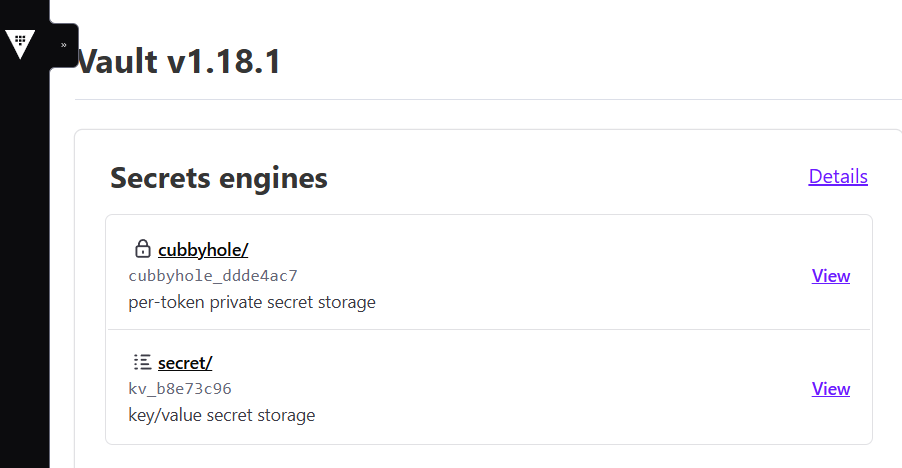 »
Vault v1.18.1
Secrets engines
Details
cubbyhole/
cubbyhole_ddde4ac7
View
per-token private secret storage
secret/
kv_b8e73c96
View
key/value secret storage